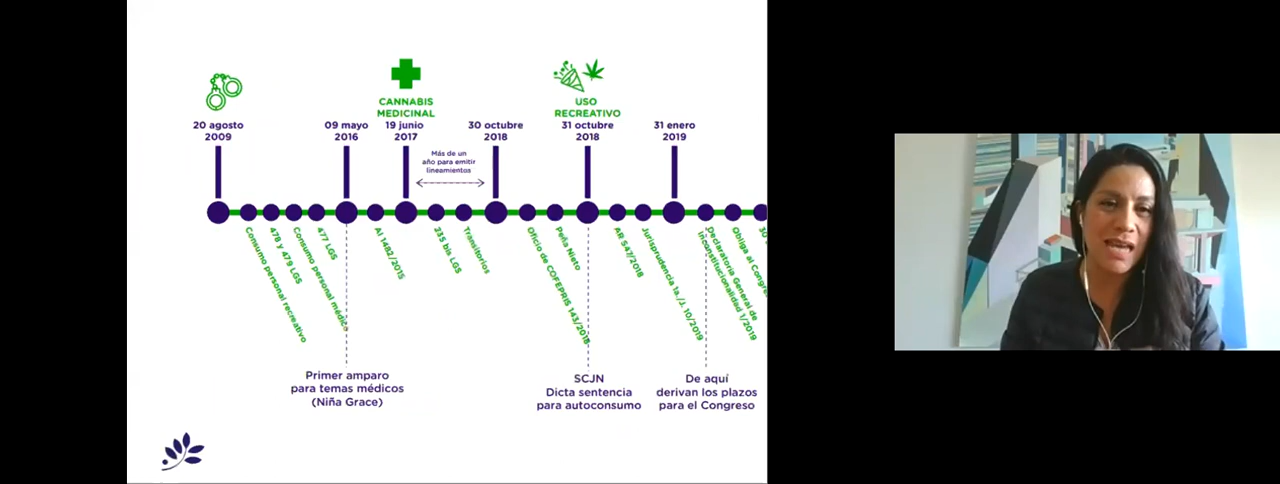 CANNABIS
MEDICINAL
USO
RECREATIVO
20 agosto
2009
09 mayo
2016
19 junio
2017
30 octubre
2018
31 octubre
2018
31 enero
2019
Más de un
año para emitir
lineamientos
Consumo personal recreativo
478 y 479 LGS
Consumo personal médico
477 LGS
AI 1482/2015
235 bis LGS
Transitorios
Oficio de COFEPRIS 143/2018
Peña Nieto
AR 547/2018
Jurisprudencia 1a./J. 10/2019
Declaratoria General de
Inconstitucionalidad 1/2019
Obliga al Congre
30
Primer amparo
para temas médicos
(Niña Grace)
SCJN
Dicta sentencia
para autoconsumo
De aquí
derivan los plazos
para el Congreso